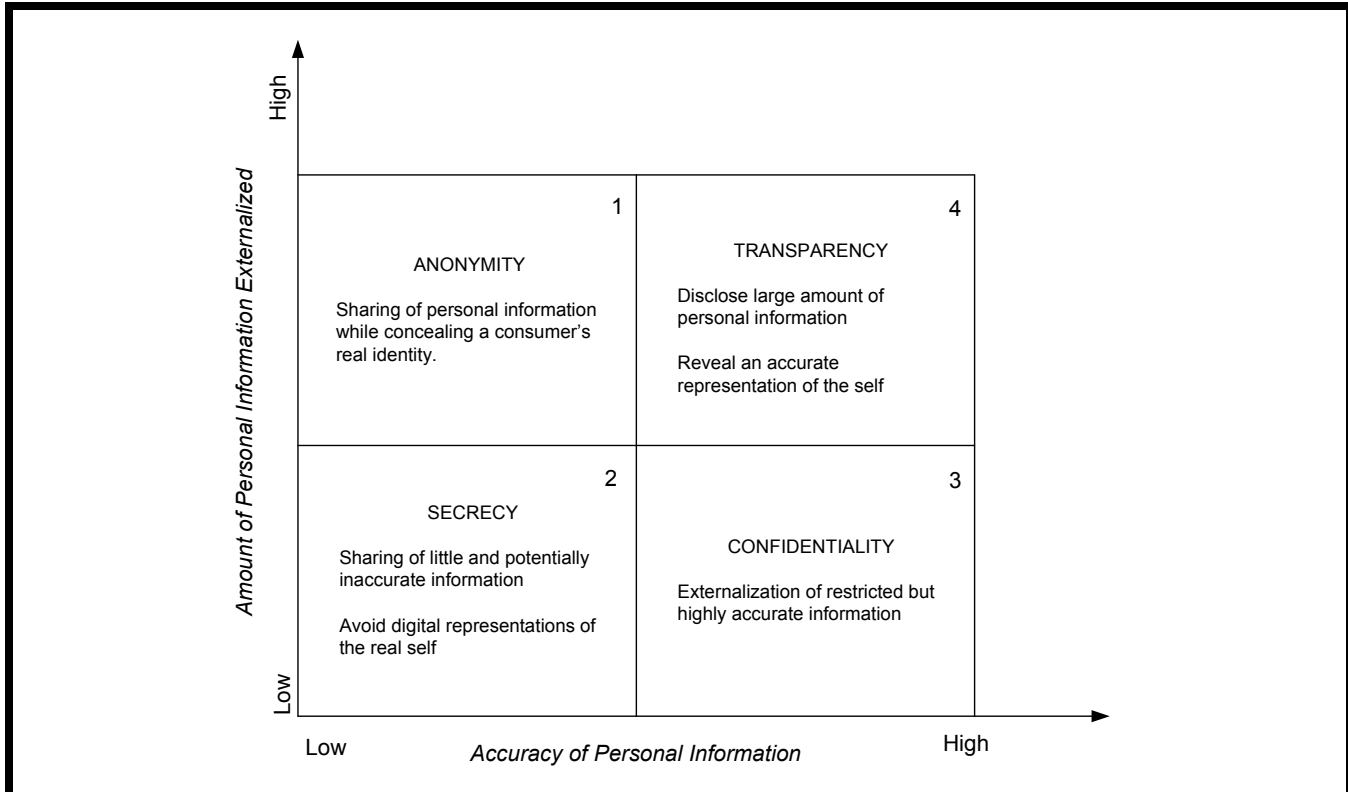 High
Amount of Personal Information Externalized
Low
1
ANONYMITY
Sharing of personal information
while concealing a consumer’s
real identity.
4
TRANSPARENCY
Disclose large amount of
personal information
Reveal an accurate
representation of the self
2
SECRECY
Sharing of little and potentially
inaccurate information
Avoid digital representations of
the real self
3
CONFIDENTIALITY
Externalization of restricted but
highly accurate information
Low
Accuracy of Personal Information
High